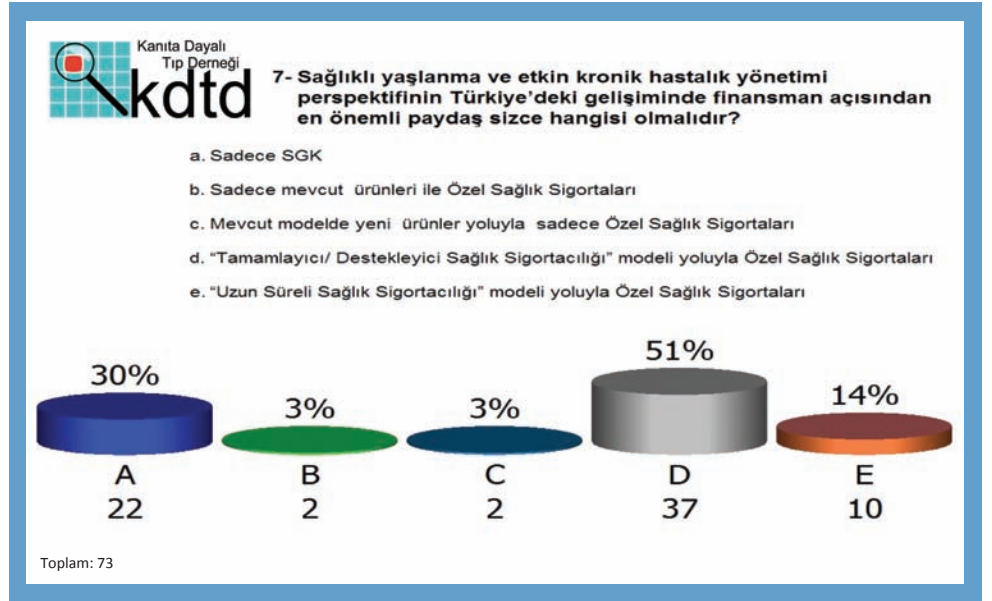 Kanıta Dayalı
Tıp Derneği
kdtd
7- Sağlıklı yaşlanma ve etkin kronik hastalık yönetimi
perspektifinin Türkiye'deki gelişiminde finansman açısından
en önemli paydaş sizce hangisi olmalıdır?
a. Sadece SGK
b. Sadece mevcut ürünleri ile Özel Sağlık Sigortaları
c. Mevcut modelde yeni ürünler yoluyla sadece Özel Sağlık Sigortaları
d. "Tamamlayıcı/ Destekleyici Sağlık Sigortacılığı" modeli yoluyla Özel Sağlık Sigortaları
e. "Uzun Süreli Sağlık Sigortacılığı" modeli yoluyla Özel Sağlık Sigortaları
30% 3% 3% 51% 14%
A B C D E
22 2 2 37 10
Toplam: 73